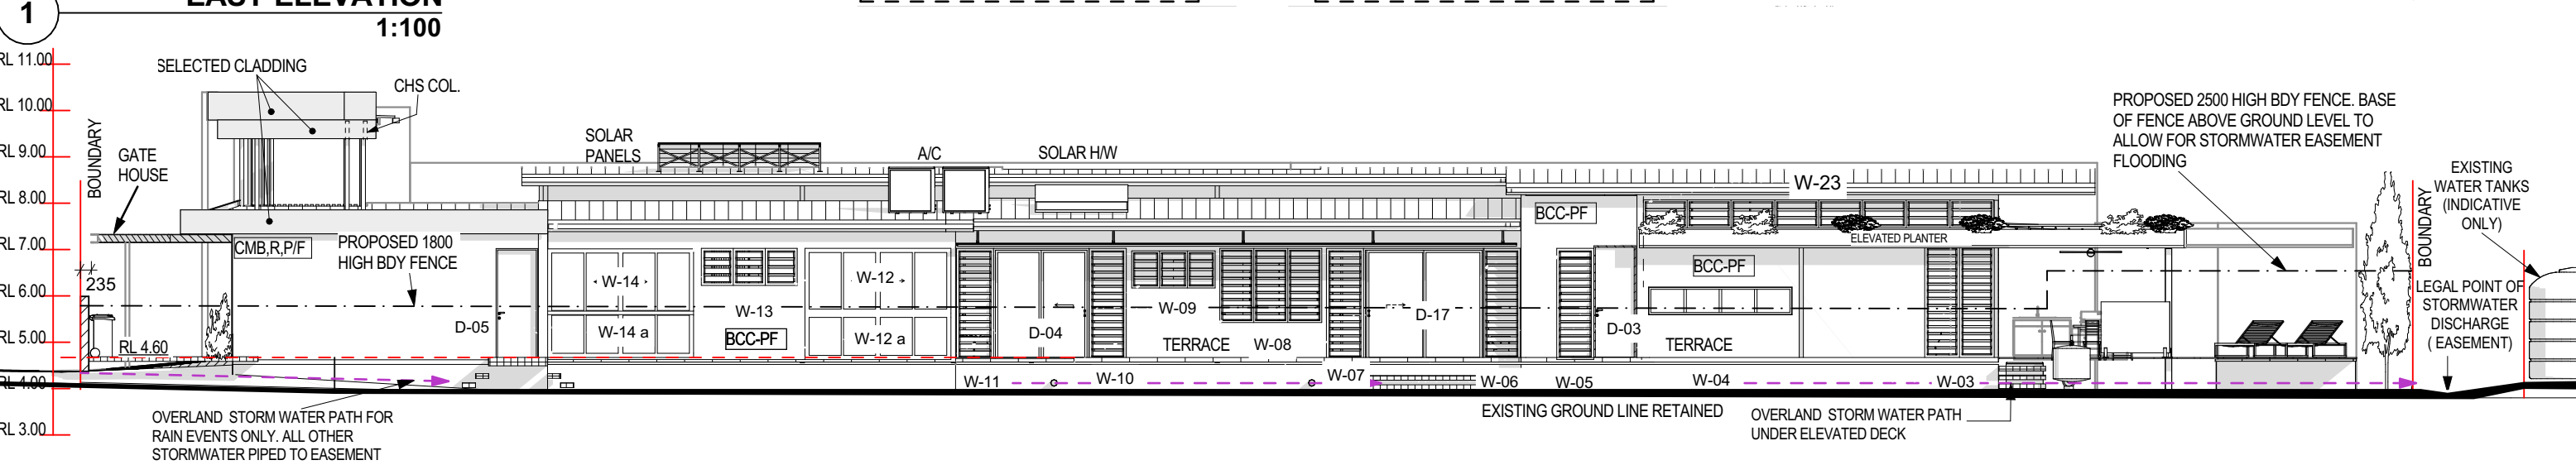 1
EAST ELEVATION
1:100
RL 11.00
RL 10.00
RL 9.00
RL 8.00
RL 7.00
RL 6.00
RL 5.00
RL 4.00
RL 3.00
BOUNDARY
SELECTED CLADDING
CHS COL.
GATE
HOUSE
CMB,R,P/F
PROPOSED 1800
HIGH BDY FENCE
235
RL 4.60
D-05
OVERLAND STORM WATER PATH FOR
RAIN EVENTS ONLY. ALL OTHER
STORMWATER PIPED TO EASEMENT
SOLAR
PANELS
A/C
SOLAR H/W
W-14
W-14 a
W-13
BCC-PF
W-12
W-12 a
D-04
W-09
TERRACE
W-08
D-17
W-11
W-10
W-07
W-06
W-05
W-04
W-03
BCC-PF
D-03
W-23
ELEVATED PLANTER
BCC-PF
TERRACE
EXISTING GROUND LINE RETAINED
OVERLAND STORM WATER PATH
UNDER ELEVATED DECK
PROPOSED 2500 HIGH BDY FENCE. BASE
OF FENCE ABOVE GROUND LEVEL TO
ALLOW FOR STORMWATER EASEMENT
FLOODING
BOUNDARY
EXISTING
WATER TANKS
(INDICATIVE
ONLY)
LEGAL POINT OF
STORMWATER
DISCHARGE
( EASEMENT)